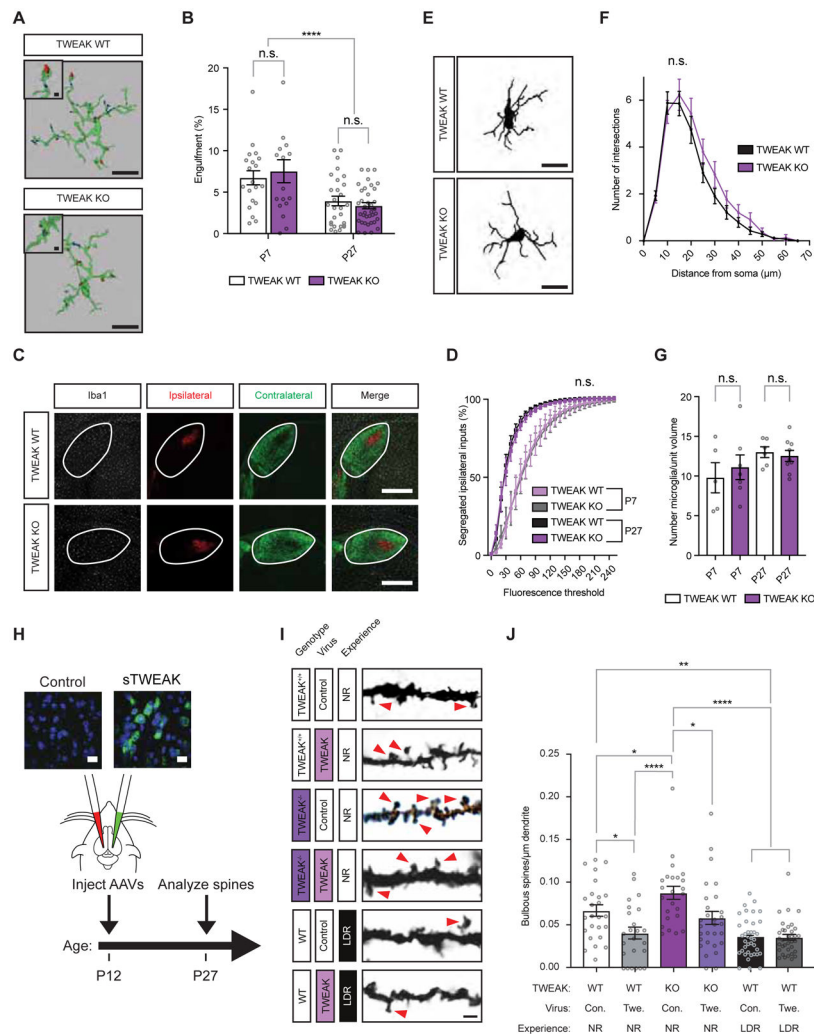 A
TWEAK WT
TWEAK KO
B
****
n.s.
n.s.
Engulfment (%)
20
15
10
5
0
P7
P27
TWEAK WT
TWEAK KO
E
TWEAK WT
TWEAK KO
F
n.s.
TWEAK WT
TWEAK KO
Number of intersections
6
4
2
0
0 10 20 30 40 50 60 70
Distance from soma (µm)
C
Iba1
Ipsilateral
Contralateral
Merge
TWEAK WT
TWEAK KO
D
n.s.
Segregated ipsilateral inputs (%)
100
50
0
TWEAK WT
TWEAK KO
P7
TWEAK WT
TWEAK KO
P27
0 30 60 90 120 150 180 210 240
Fluorescence threshold
G
n.s.
n.s.
Number microglia/unit volume
20
15
10
5
0
P7 P7 P27 P27
TWEAK WT
TWEAK KO
H
Control
sTWEAK
Inject AAVs
Analyze spines
Age:
P12
P27
I
Genotype
Virus
Experience
TWEAK+/+
Control
NR
TWEAK+/+
TWEAK
NR
TWEAK-/-
Control
NR
TWEAK-/-
TWEAK
NR
WT
Control
LDR
WT
TWEAK
LDR
J
**
****
*
*
****
*
Bulbous spines/µm dendrite
0.25
0.20
0.15
0.10
0.05
0.00
TWEAK: WT WT KO KO WT WT
Virus: Con. Twe. Con. Twe. Con. Twe.
Experience: NR NR NR NR LDR LDR